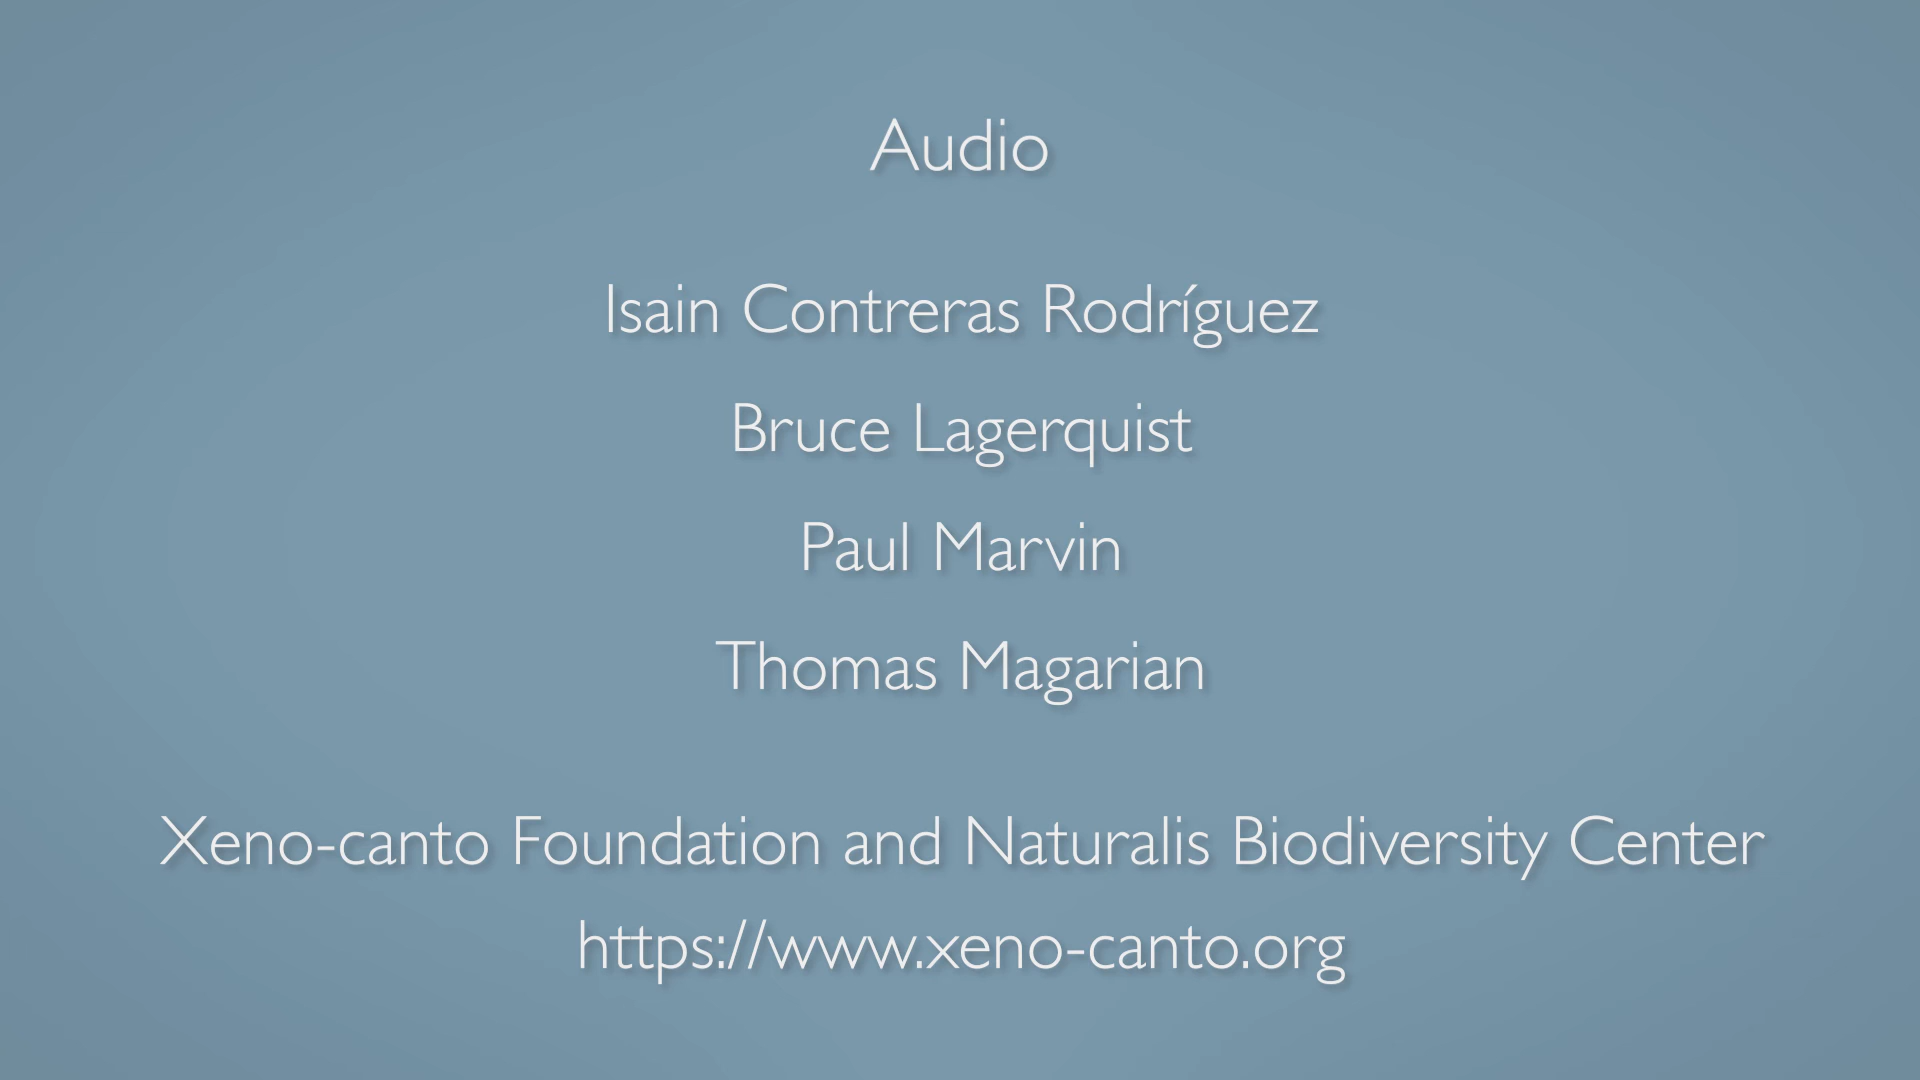 Audio
Isain Contreras Rodríguez
Bruce Lagerquist
Paul Marvin
Thomas Magarian
Xeno-canto Foundation and Naturalis Biodiversity Center
https://www.xeno-canto.org